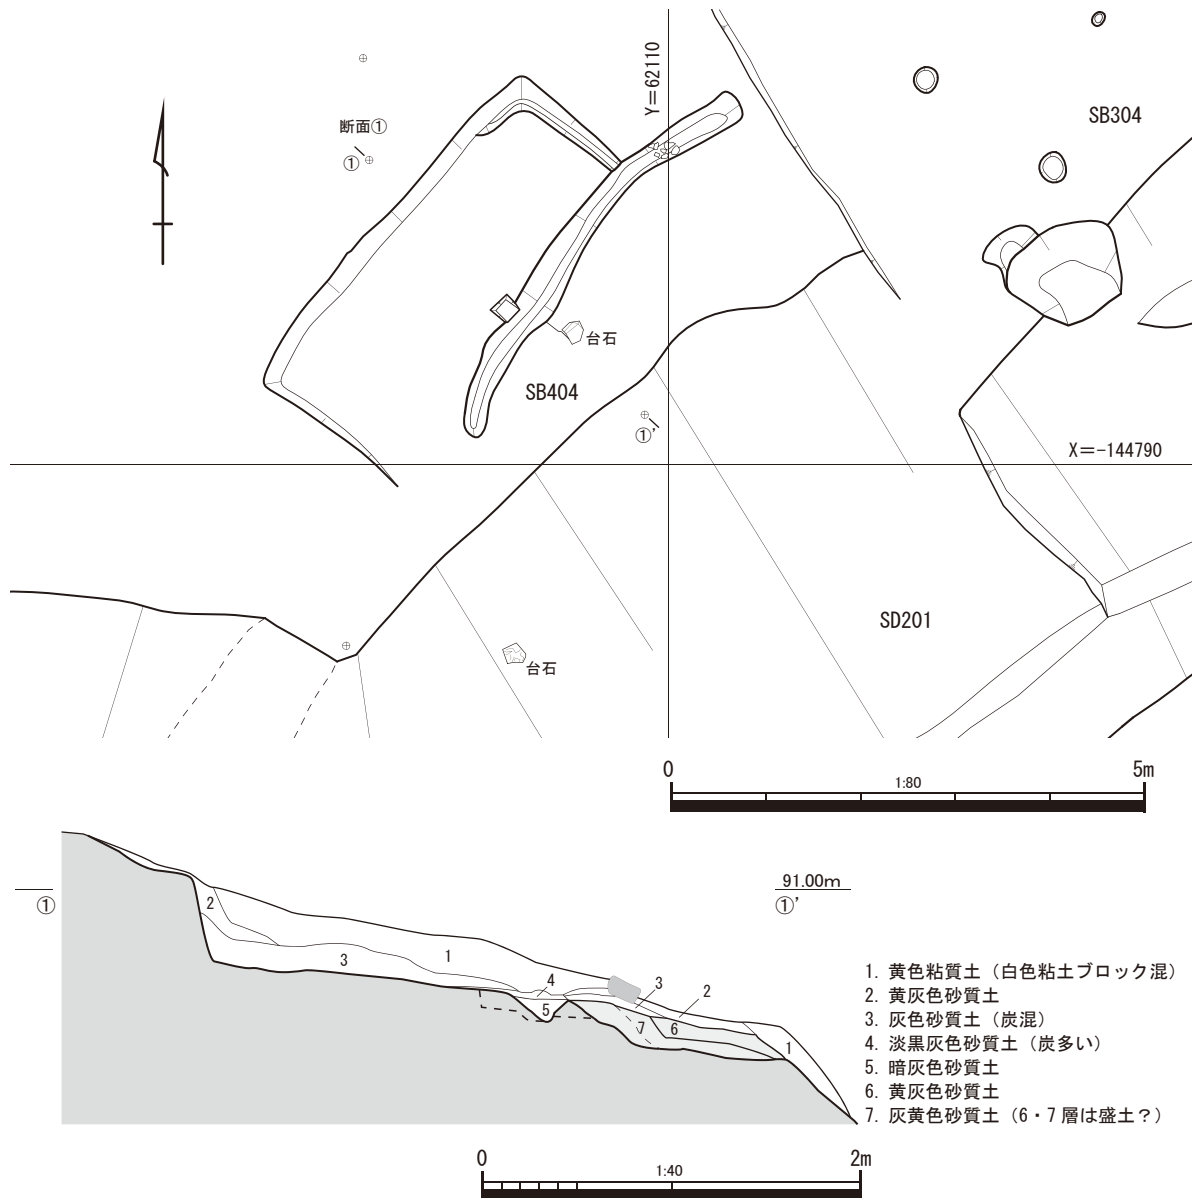 Y＝62110
SB304
断面①
①
台石
SB404
①’
X＝-144790
SD201
台石
0
5m
1:80
91.00m
①
①’
2
1
3
4
3
2
5
7
6
1
1. 黄色粘質土（白色粘土ブロック混）
2. 黄灰色砂質土
3. 灰色砂質土（炭混）
4. 淡黒灰色砂質土（炭多い）
5. 暗灰色砂質土
6. 黄灰色砂質土
7. 灰黄色砂質土（6・7 層は盛土？）
0
2m
1:40